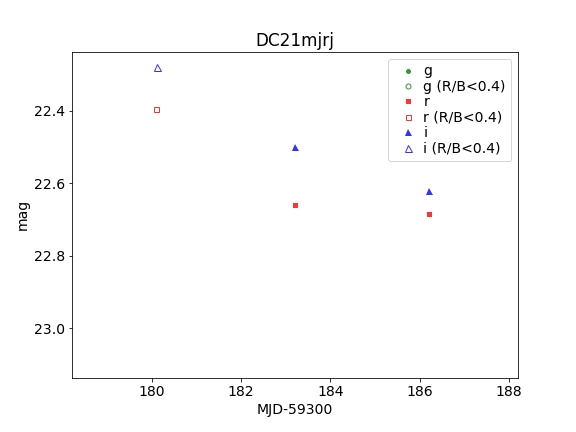 DC21mjrj
g
g (R/B<0.4)
r
r (R/B<0.4)
i
i (R/B<0.4)
22.4
22.6
22.8
23.0
mag
180 182 184 186 188
MJD-59300